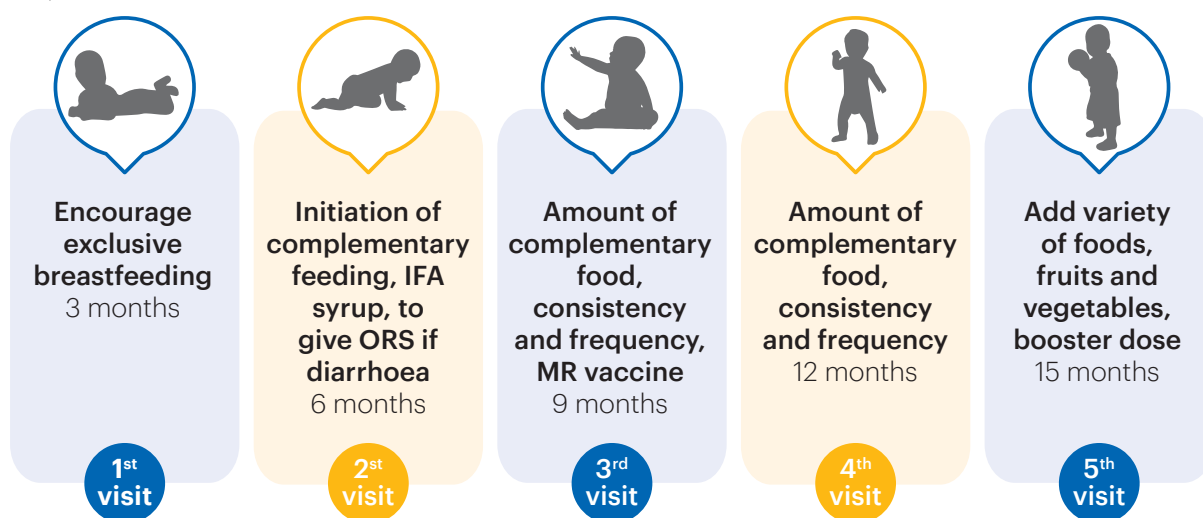 Encourage
exclusive
breastfeeding
3 months
1st
visit
Initiation of
complementary
feeding, IFA
syrup, to
give ORS if
diarrhoea
6 months
2st
visit
Amount of
complementary
food,
consistency
and frequency,
MR vaccine
9 months
3rd
visit
Amount of
complementary
food,
consistency
and frequency
12 months
4th
visit
Add variety
of foods,
fruits and
vegetables,
booster dose
15 months
5th
visit